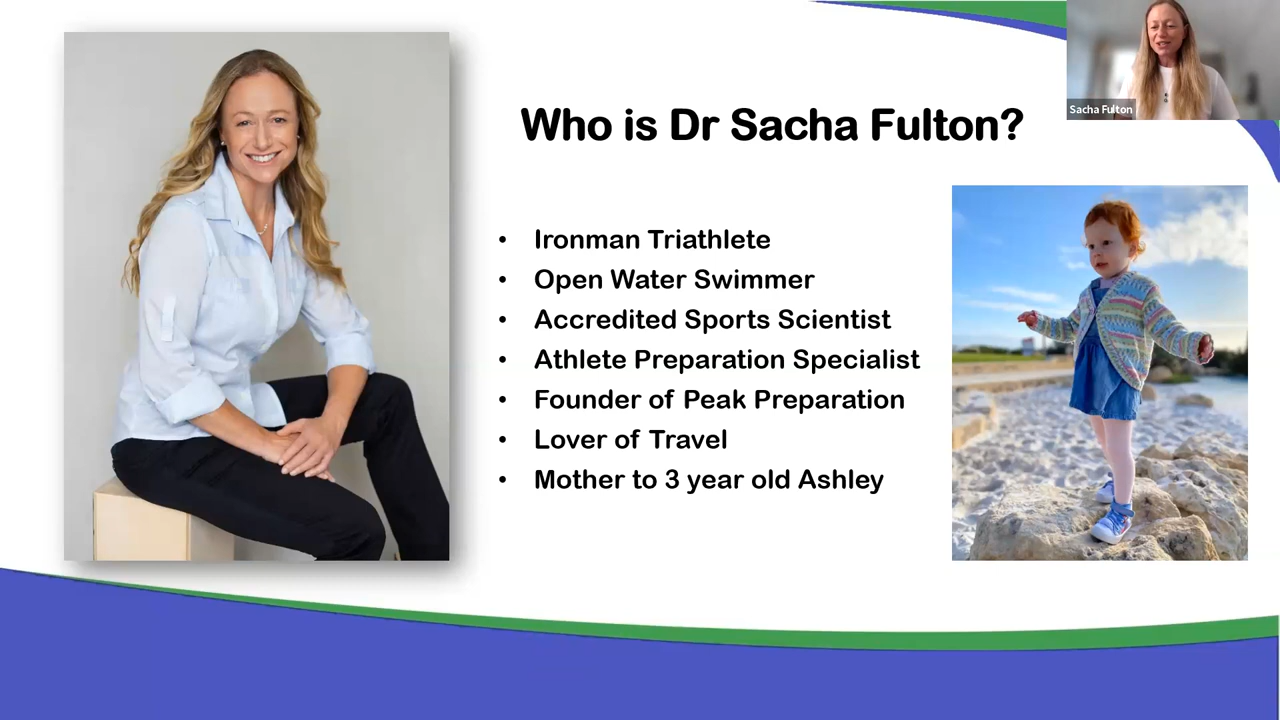 Sacha Fulton
Who is Dr Sacha Fulton?
• Ironman Triathlete
• Open Water Swimmer
• Accredited Sports Scientist
• Athlete Preparation Specialist
• Founder of Peak Preparation
• Lover of Travel
• Mother to 3 year old Ashley